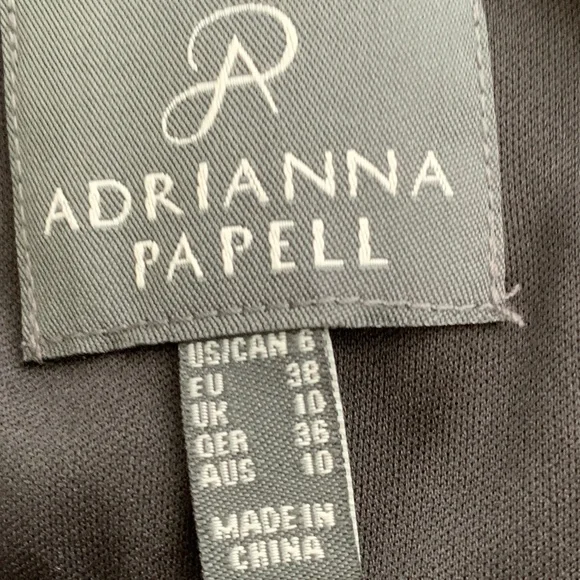 AP
ADRIANNA
PAPELL
US/CAN 6
EU 38
UK 10
GER 36
AUS 10
MADE IN
CHINA